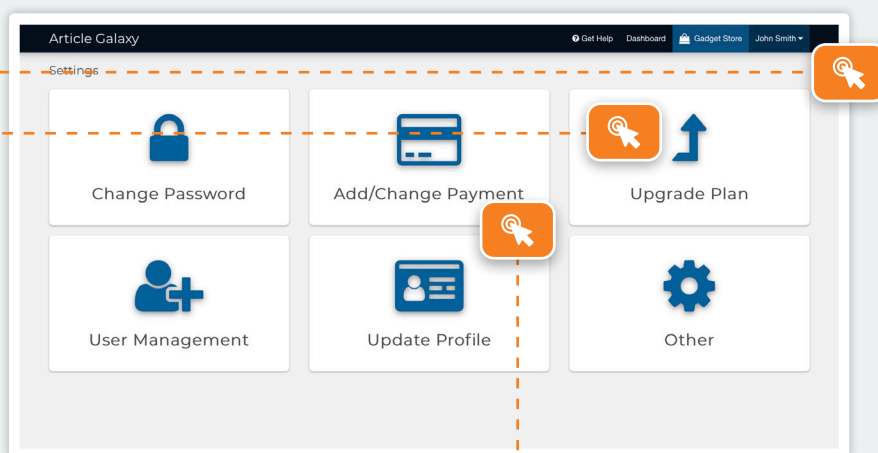 Article Galaxy
Get Help Dashboard Gadget Store John Smith
Settings
Change Password Add/Change Payment Upgrade Plan
User Management Update Profile Other